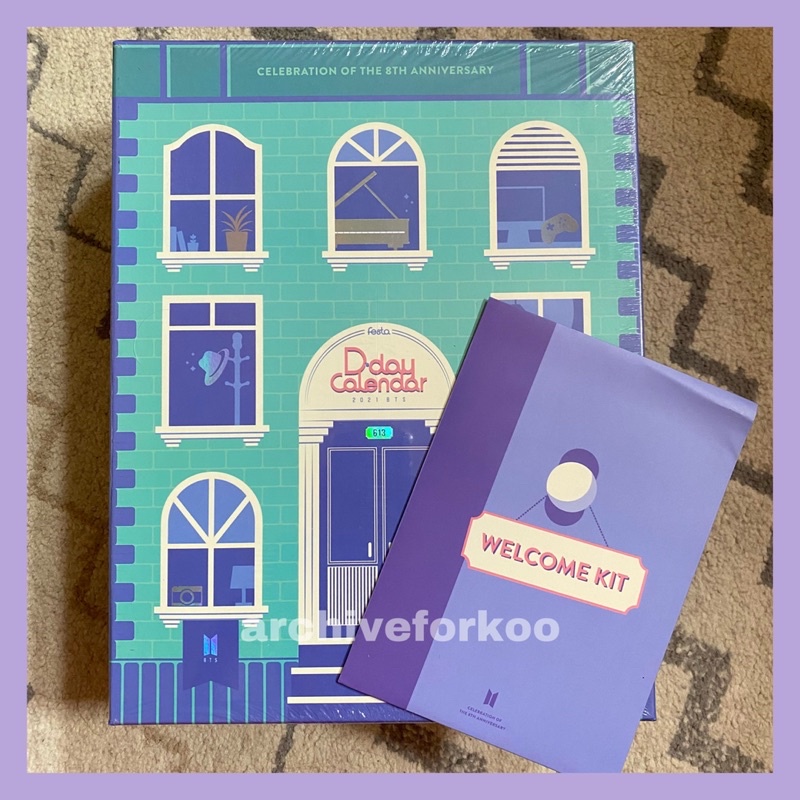 CELEBRATION OF THE 8TH ANNIVERSARY
festa
D-day
Calendar
2021 BTS
613
WELCOME KIT
archiveforkoo
BTS
CELEBRATION OF
THE 8TH ANNIVERSARY